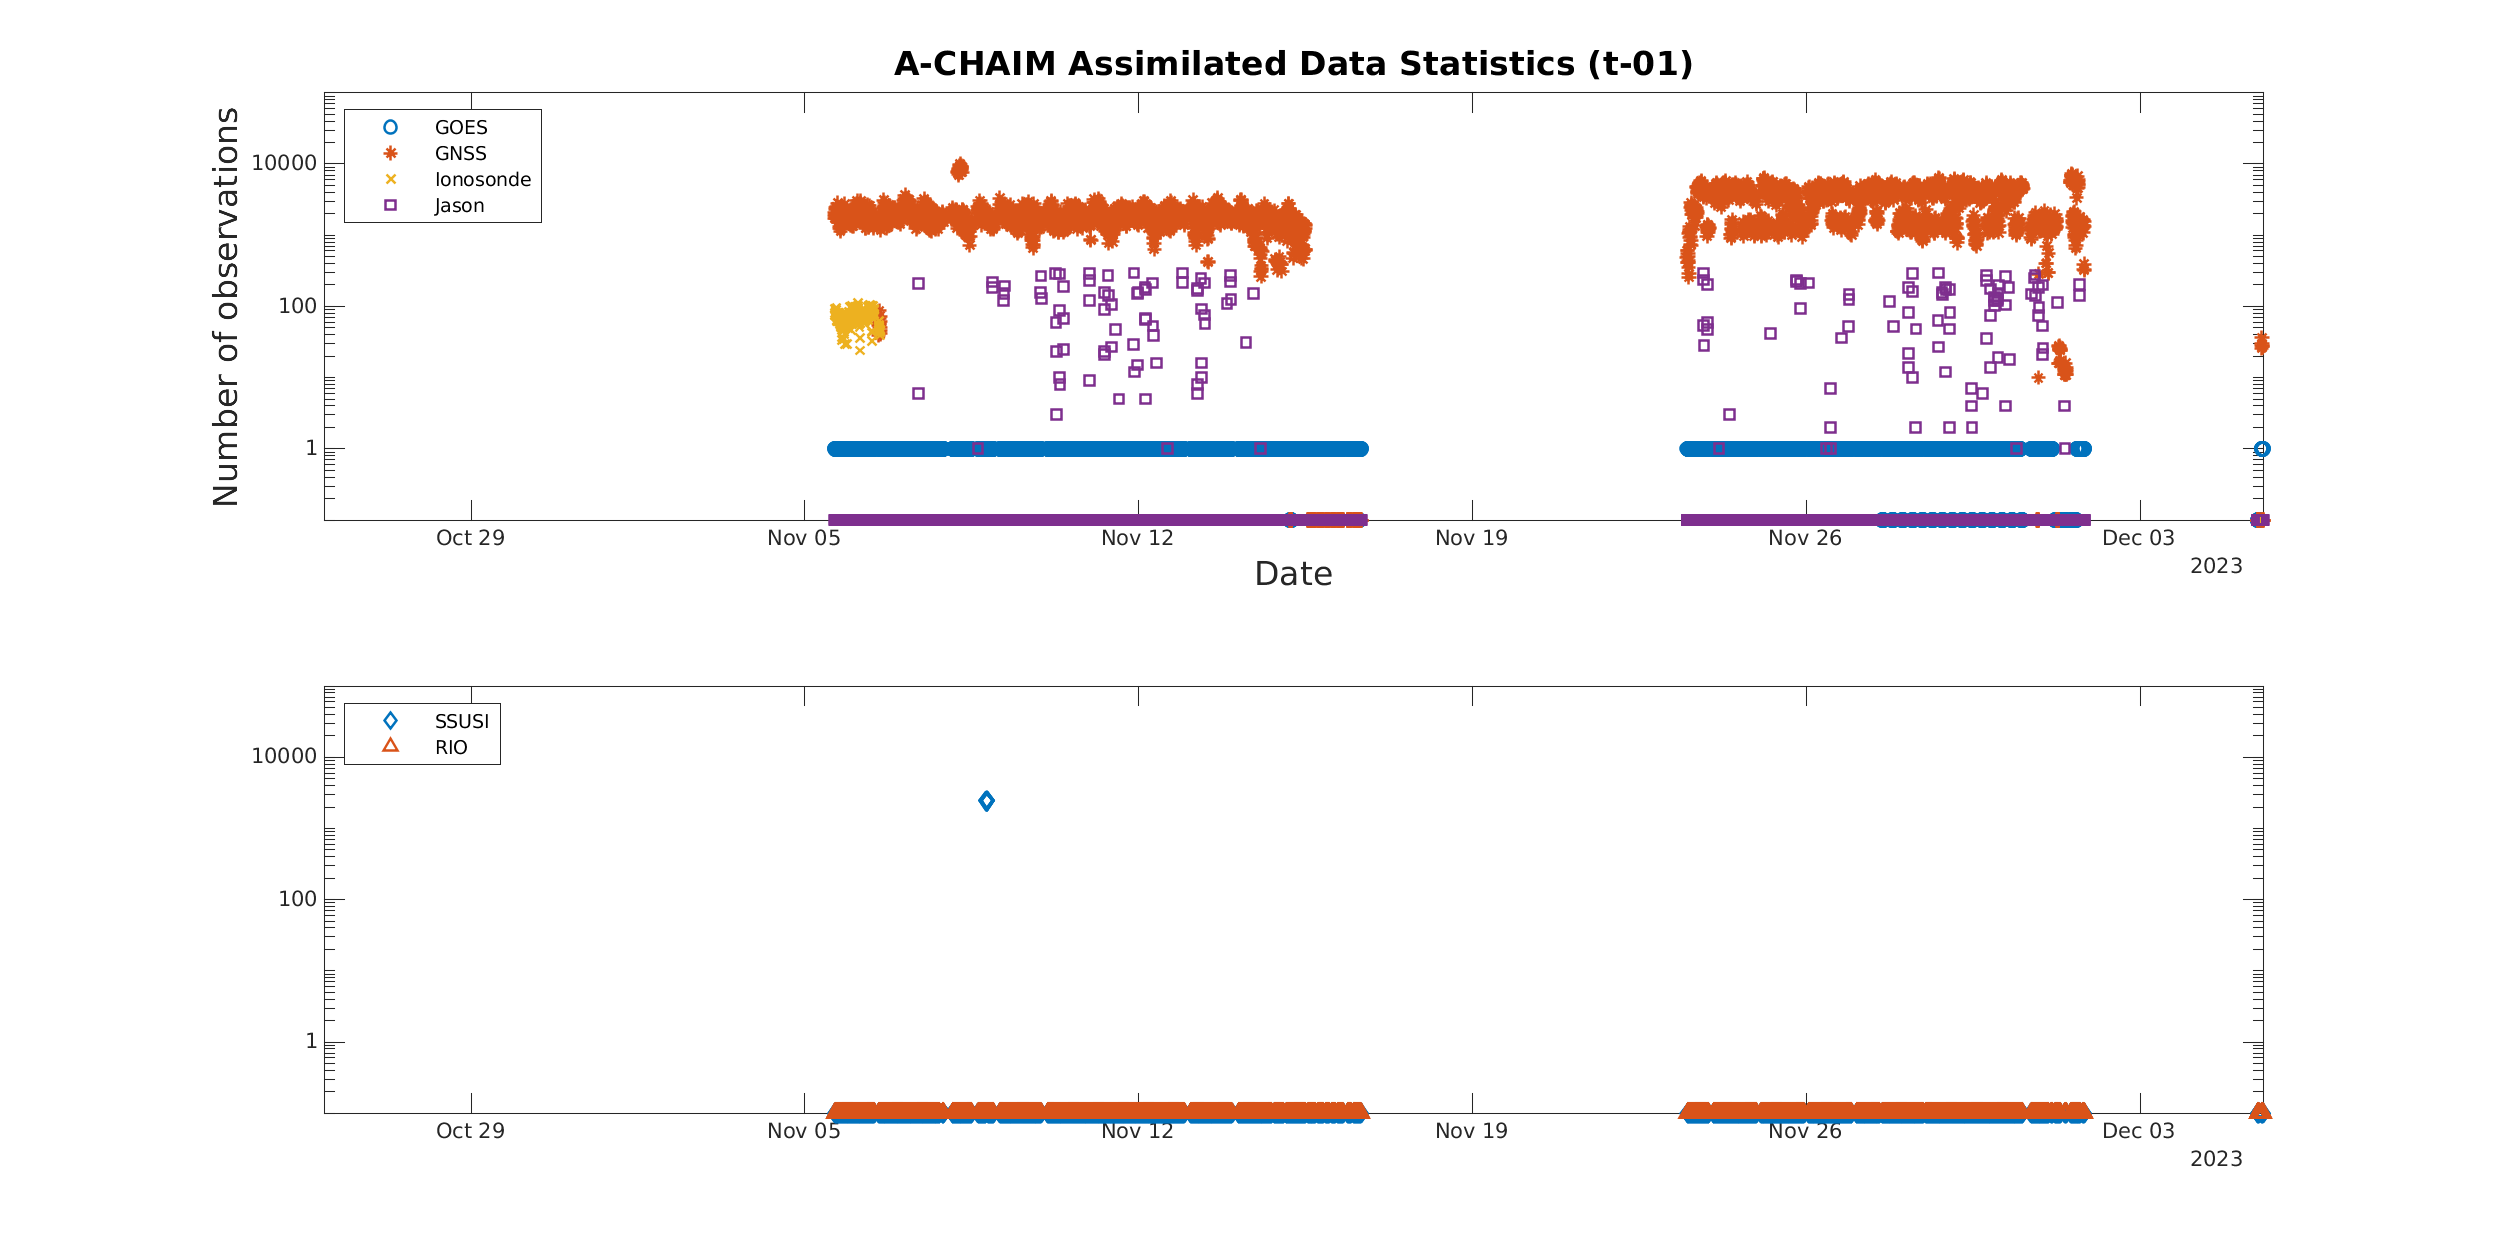 A-CHAIM Assimilated Data Statistics (t-01)
Number of observations
10000
100
1
GOES
GNSS
Ionosonde
Jason
Oct 29 Nov 05 Nov 12 Nov 19 Nov 26 Dec 03
2023
Date
10000
100
1
SSUSI
RIO
Oct 29 Nov 05 Nov 12 Nov 19 Nov 26 Dec 03
2023